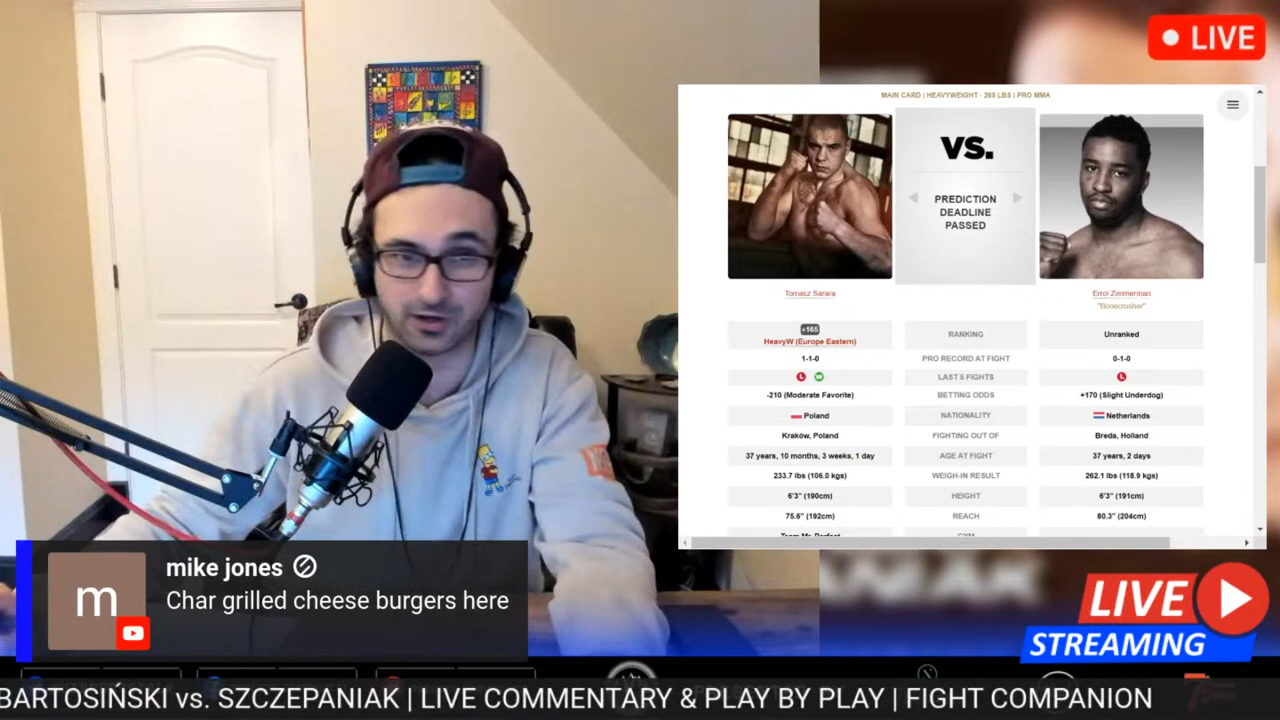 LIVE
MAIN CARD | HEAVYWEIGHT · 265 LBS | PRO MMA
VS.
PREDICTION
DEADLINE
PASSED
Tomasz Sarara
Errol Zimmerman
"Bonecrusher"
+165
HeavyW (Europe Eastern)
RANKING
Unranked
1-1-0
PRO RECORD AT FIGHT
0-1-0
L W
LAST 5 FIGHTS
L
-210 (Moderate Favorite)
BETTING ODDS
+170 (Slight Underdog)
Poland
NATIONALITY
Netherlands
Kraków, Poland
FIGHTING OUT OF
Breda, Holland
37 years, 10 months, 3 weeks, 1 day
AGE AT FIGHT
37 years, 2 days
233.7 lbs (106.0 kgs)
WEIGH-IN RESULT
262.1 lbs (118.9 kgs)
6'3" (190cm)
HEIGHT
6'3" (191cm)
75.6" (192cm)
REACH
80.3" (204cm)
m
mike jones
Char grilled cheese burgers here
LIVE
STREAMING
BARTOSIŃSKI vs. SZCZEPANIAK | LIVE COMMENTARY & PLAY BY PLAY | FIGHT COMPANION